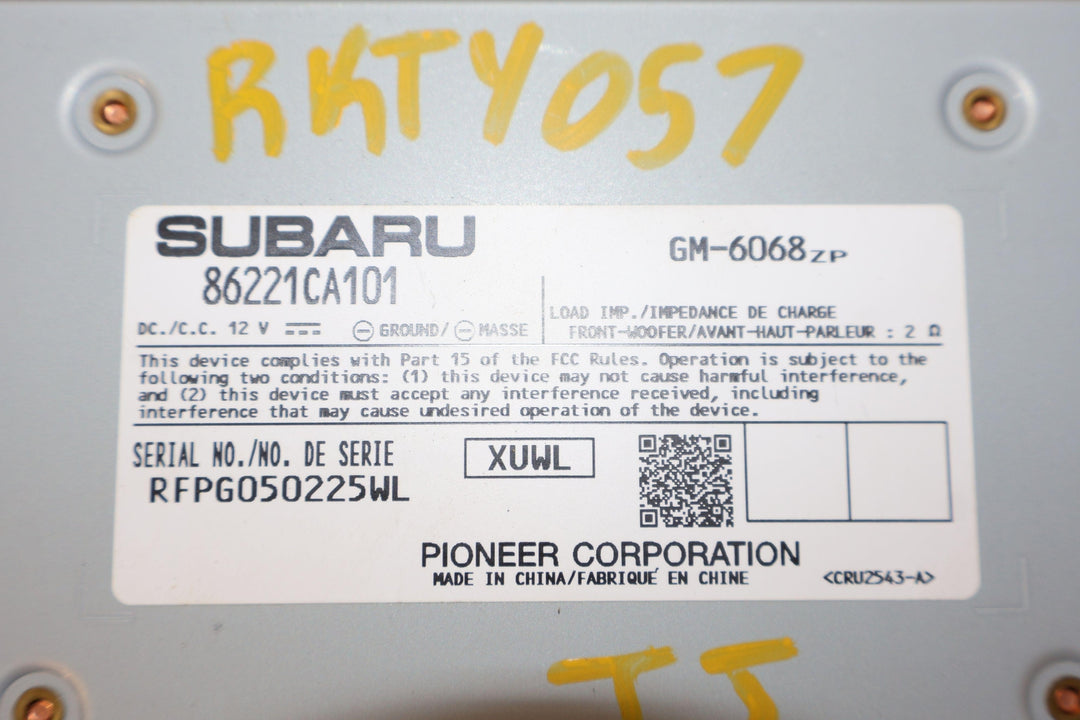 RKTY057
SUBARU
86221CA101
GM-6068ZP
DC./C.C. 12 V ⎓ ⊖ GROUND/⊖ MASSE
LOAD IMP./IMPEDANCE DE CHARGE
FRONT-WOOFER/AVANT-HAUT-PARLEUR : 2 Ω
This device complies with Part 15 of the FCC Rules. Operation is subject to the
following two conditions: (1) this device may not cause harmful interference,
and (2) this device must accept any interference received, including
interference that may cause undesired operation of the device.
SERIAL NO./NO. DE SERIE
RFPG050225WL
XUWL
PIONEER CORPORATION
MADE IN CHINA/FABRIQUÉ EN CHINE
<CRU2543-A>